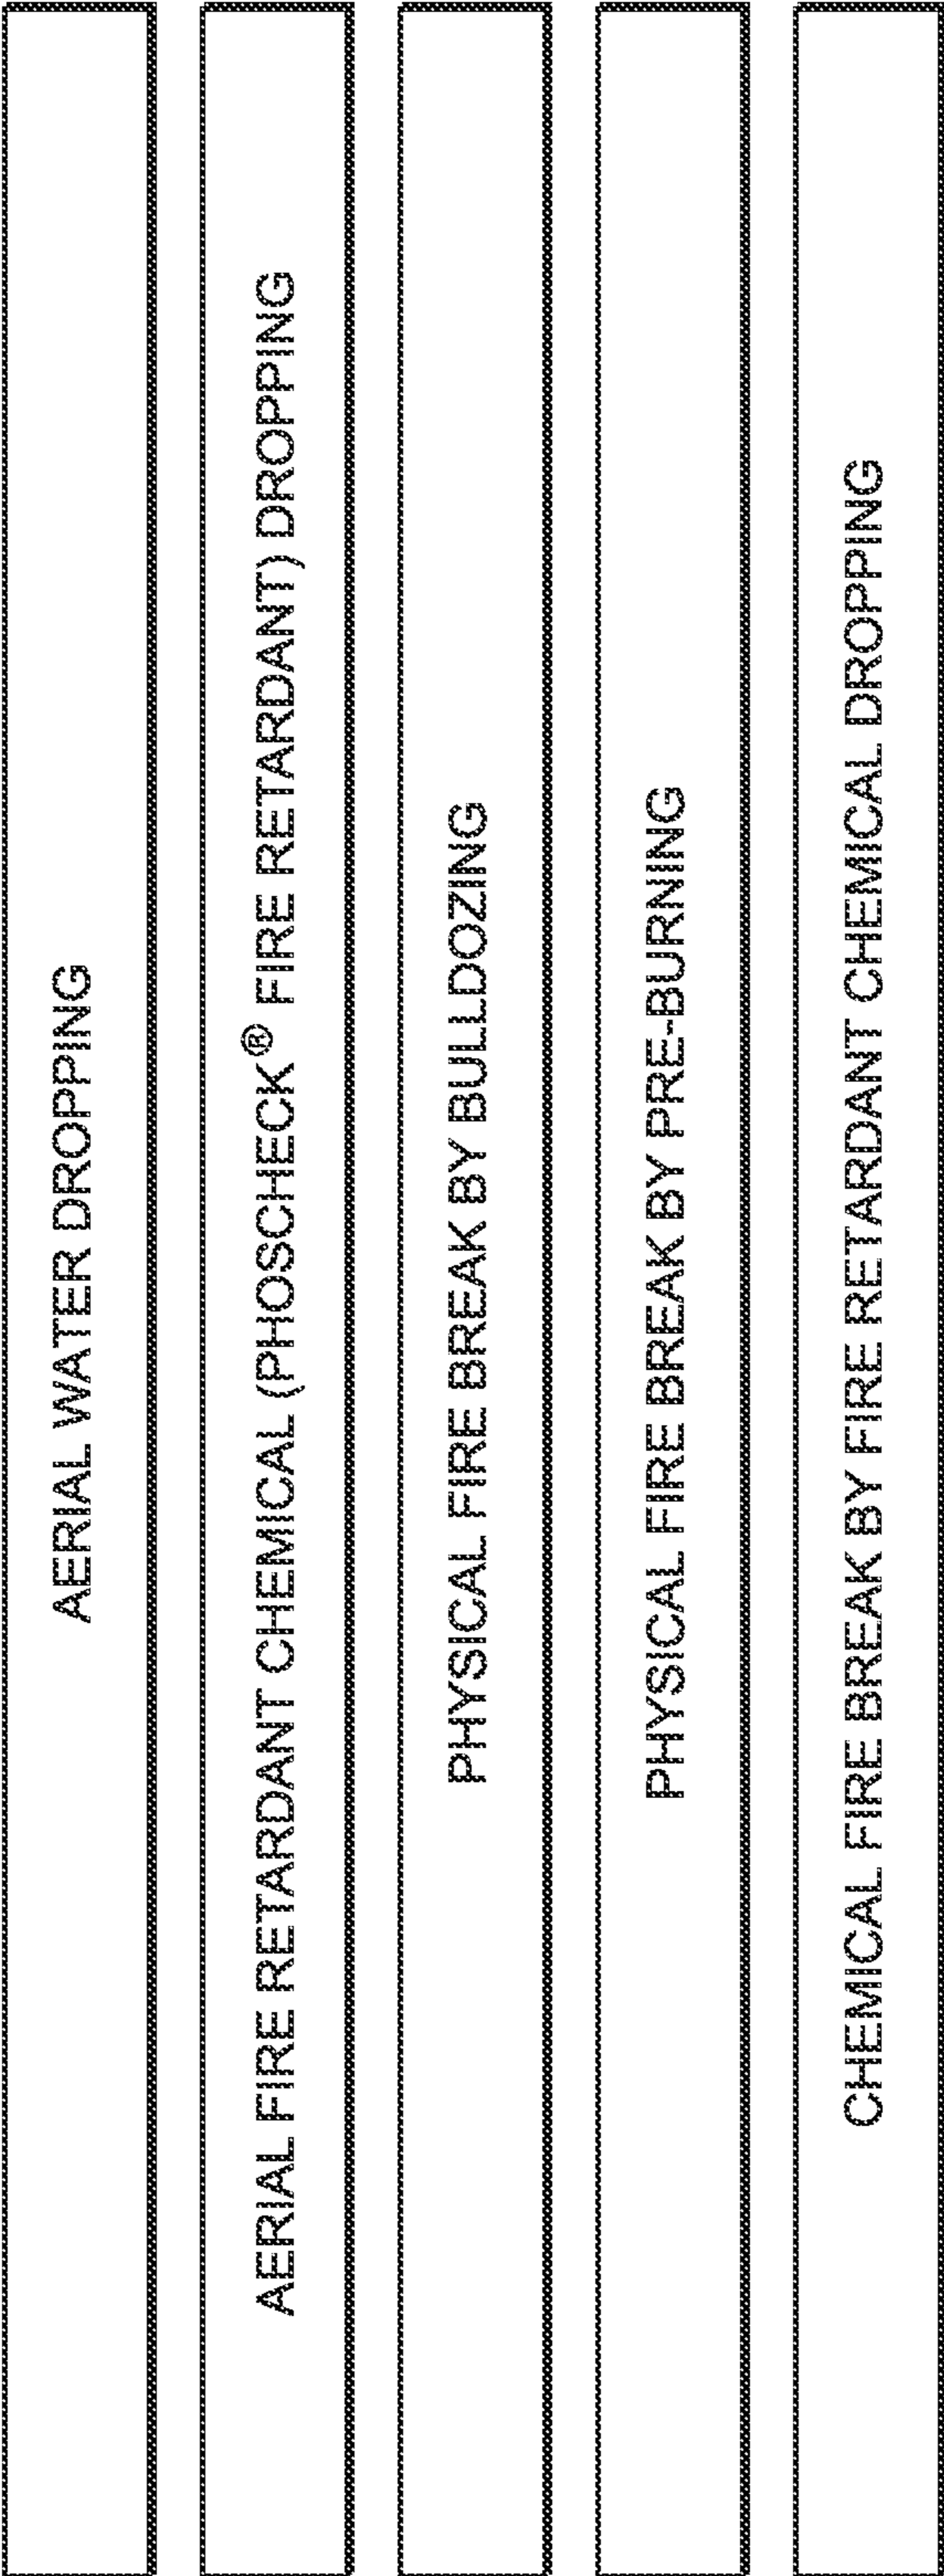 AERIAL WATER DROPPING
AERIAL FIRE RETARDANT CHEMICAL (PHOSCHECK® FIRE RETARDANT) DROPPING
PHYSICAL FIRE BREAK BY BULLDOZING
PHYSICAL FIRE BREAK BY PRE-BURNING
CHEMICAL FIRE BREAK BY FIRE RETARDANT CHEMICAL DROPPING